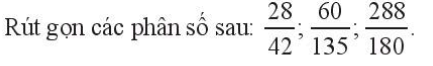 Rút gọn các phân số sau: 28/42; 60/135; 288/180.